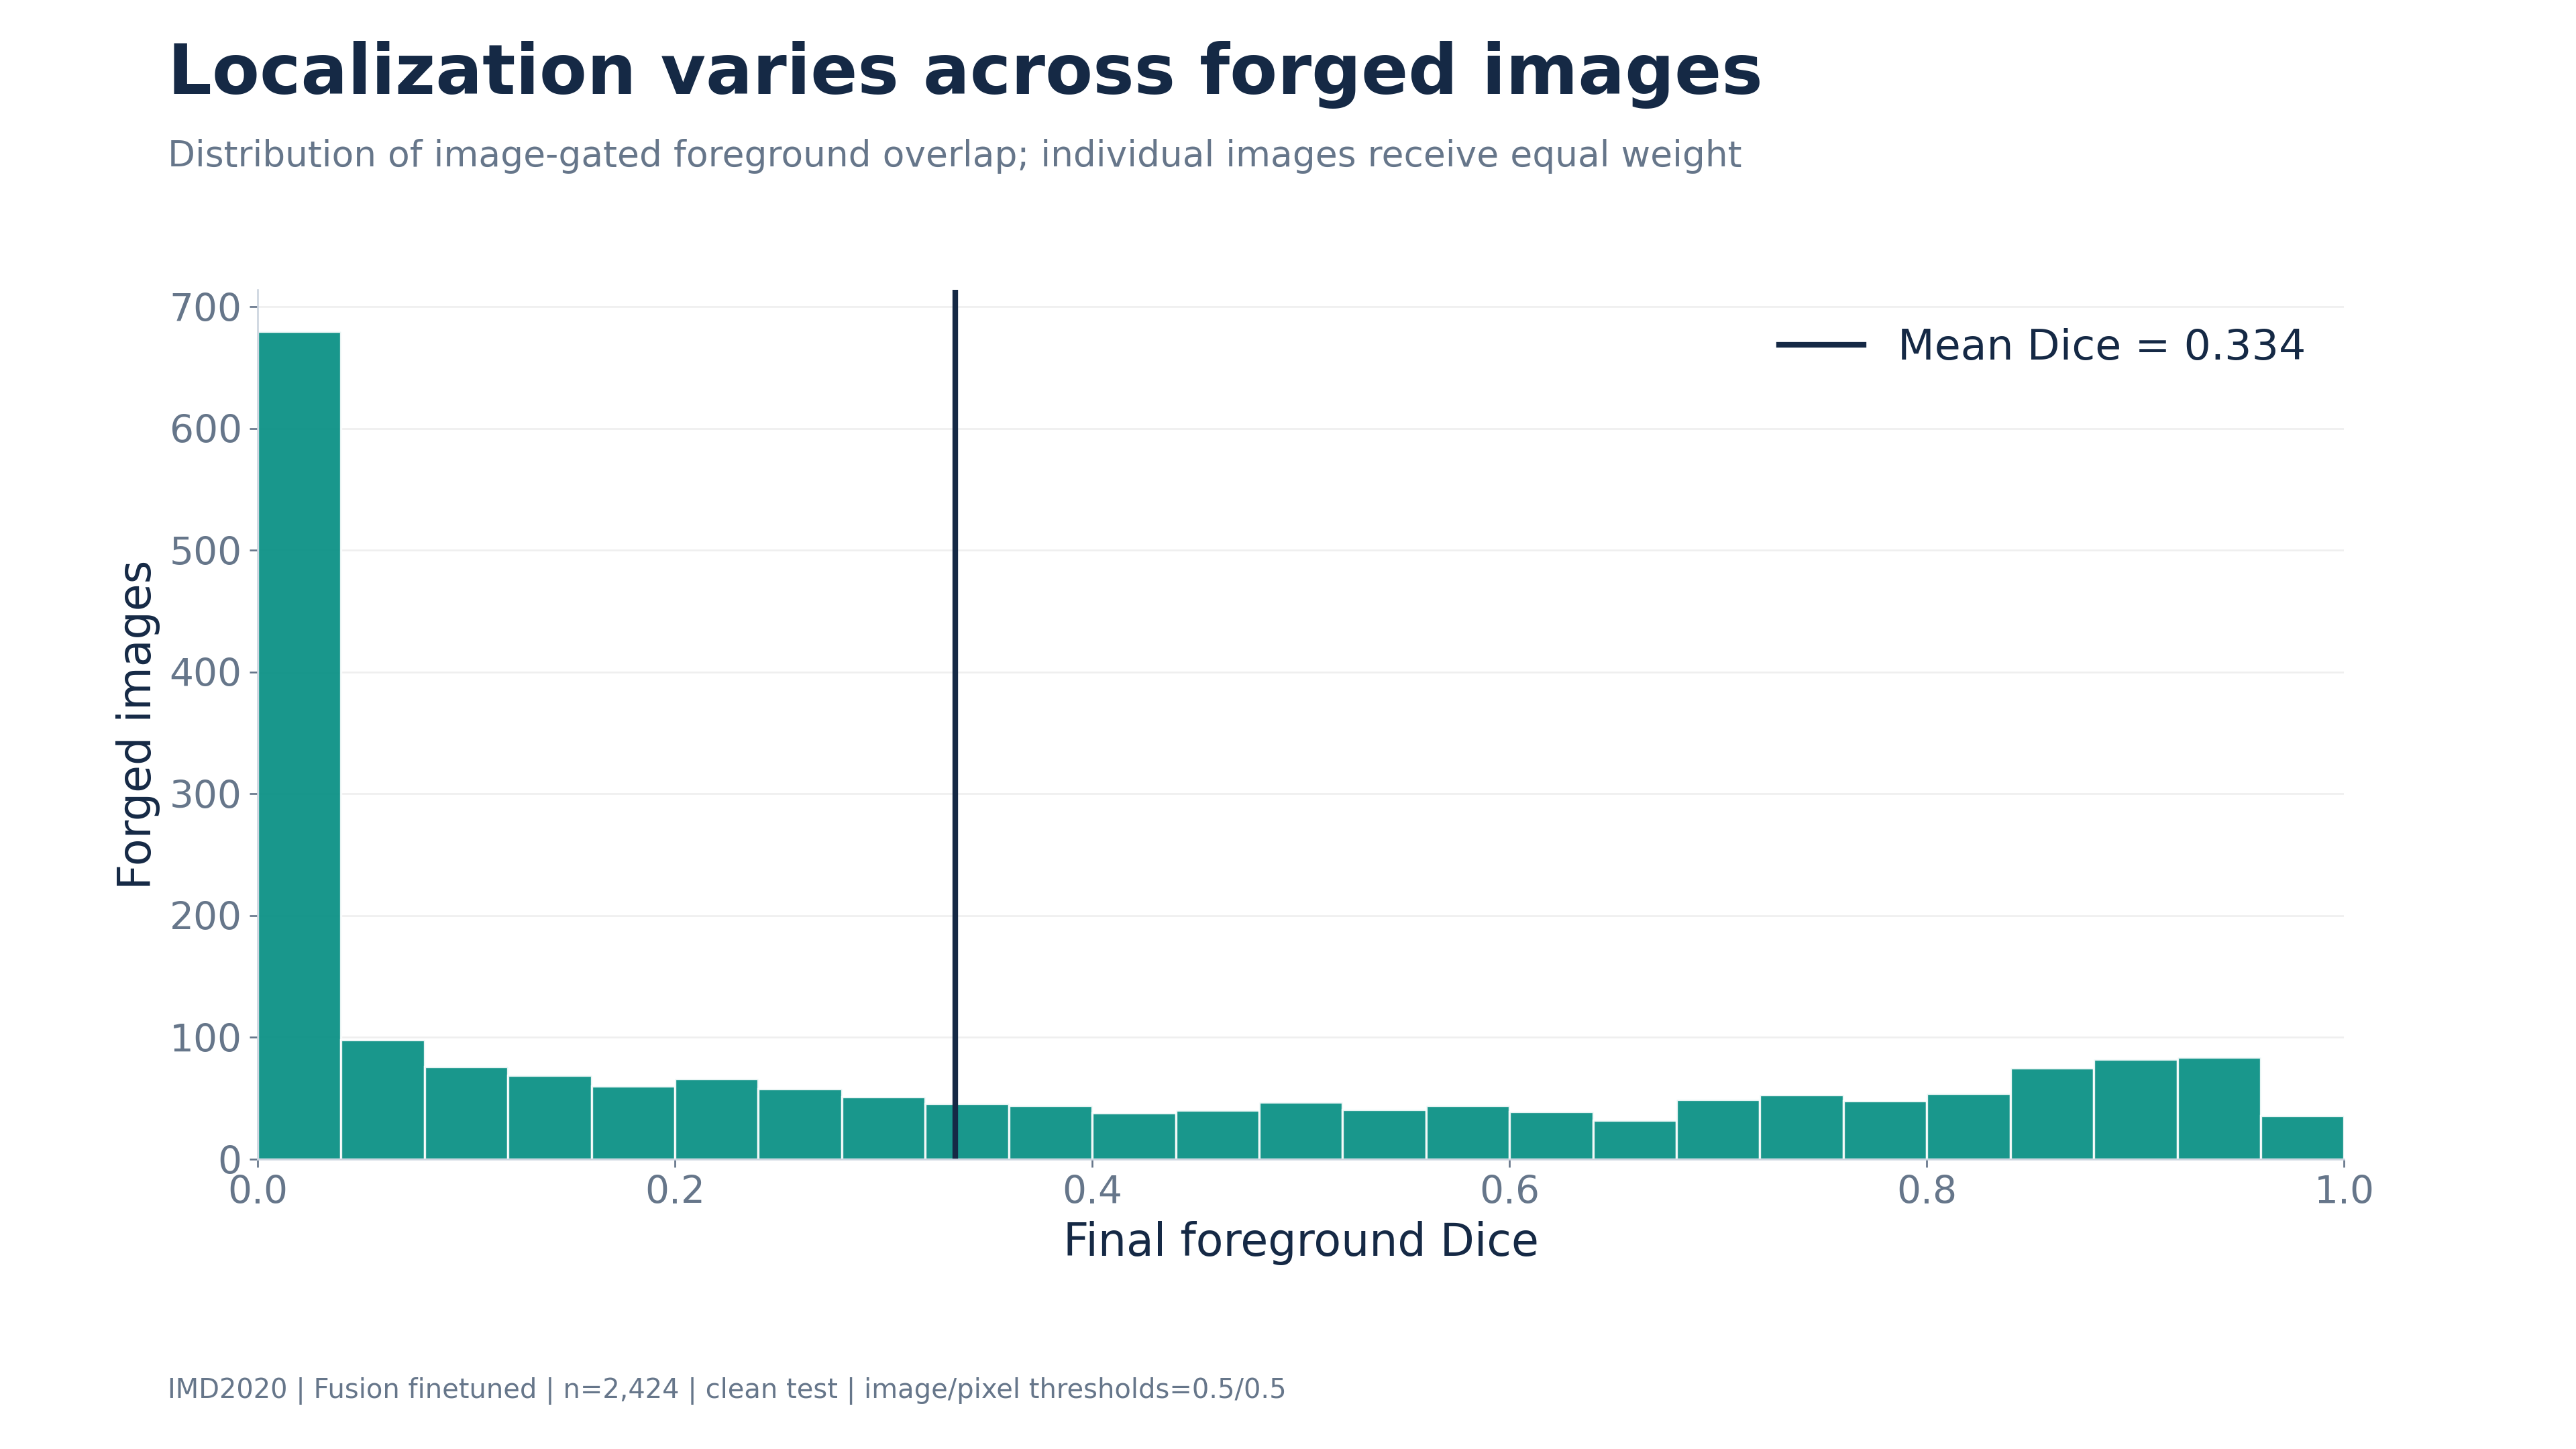 Localization varies across forged images
Distribution of image-gated foreground overlap; individual images receive equal weight
Mean Dice = 0.334
Forged images
700
600
500
400
300
200
100
0
0.0 0.2 0.4 0.6 0.8 1.0
Final foreground Dice
IMD2020 | Fusion finetuned | n=2,424 | clean test | image/pixel thresholds=0.5/0.5